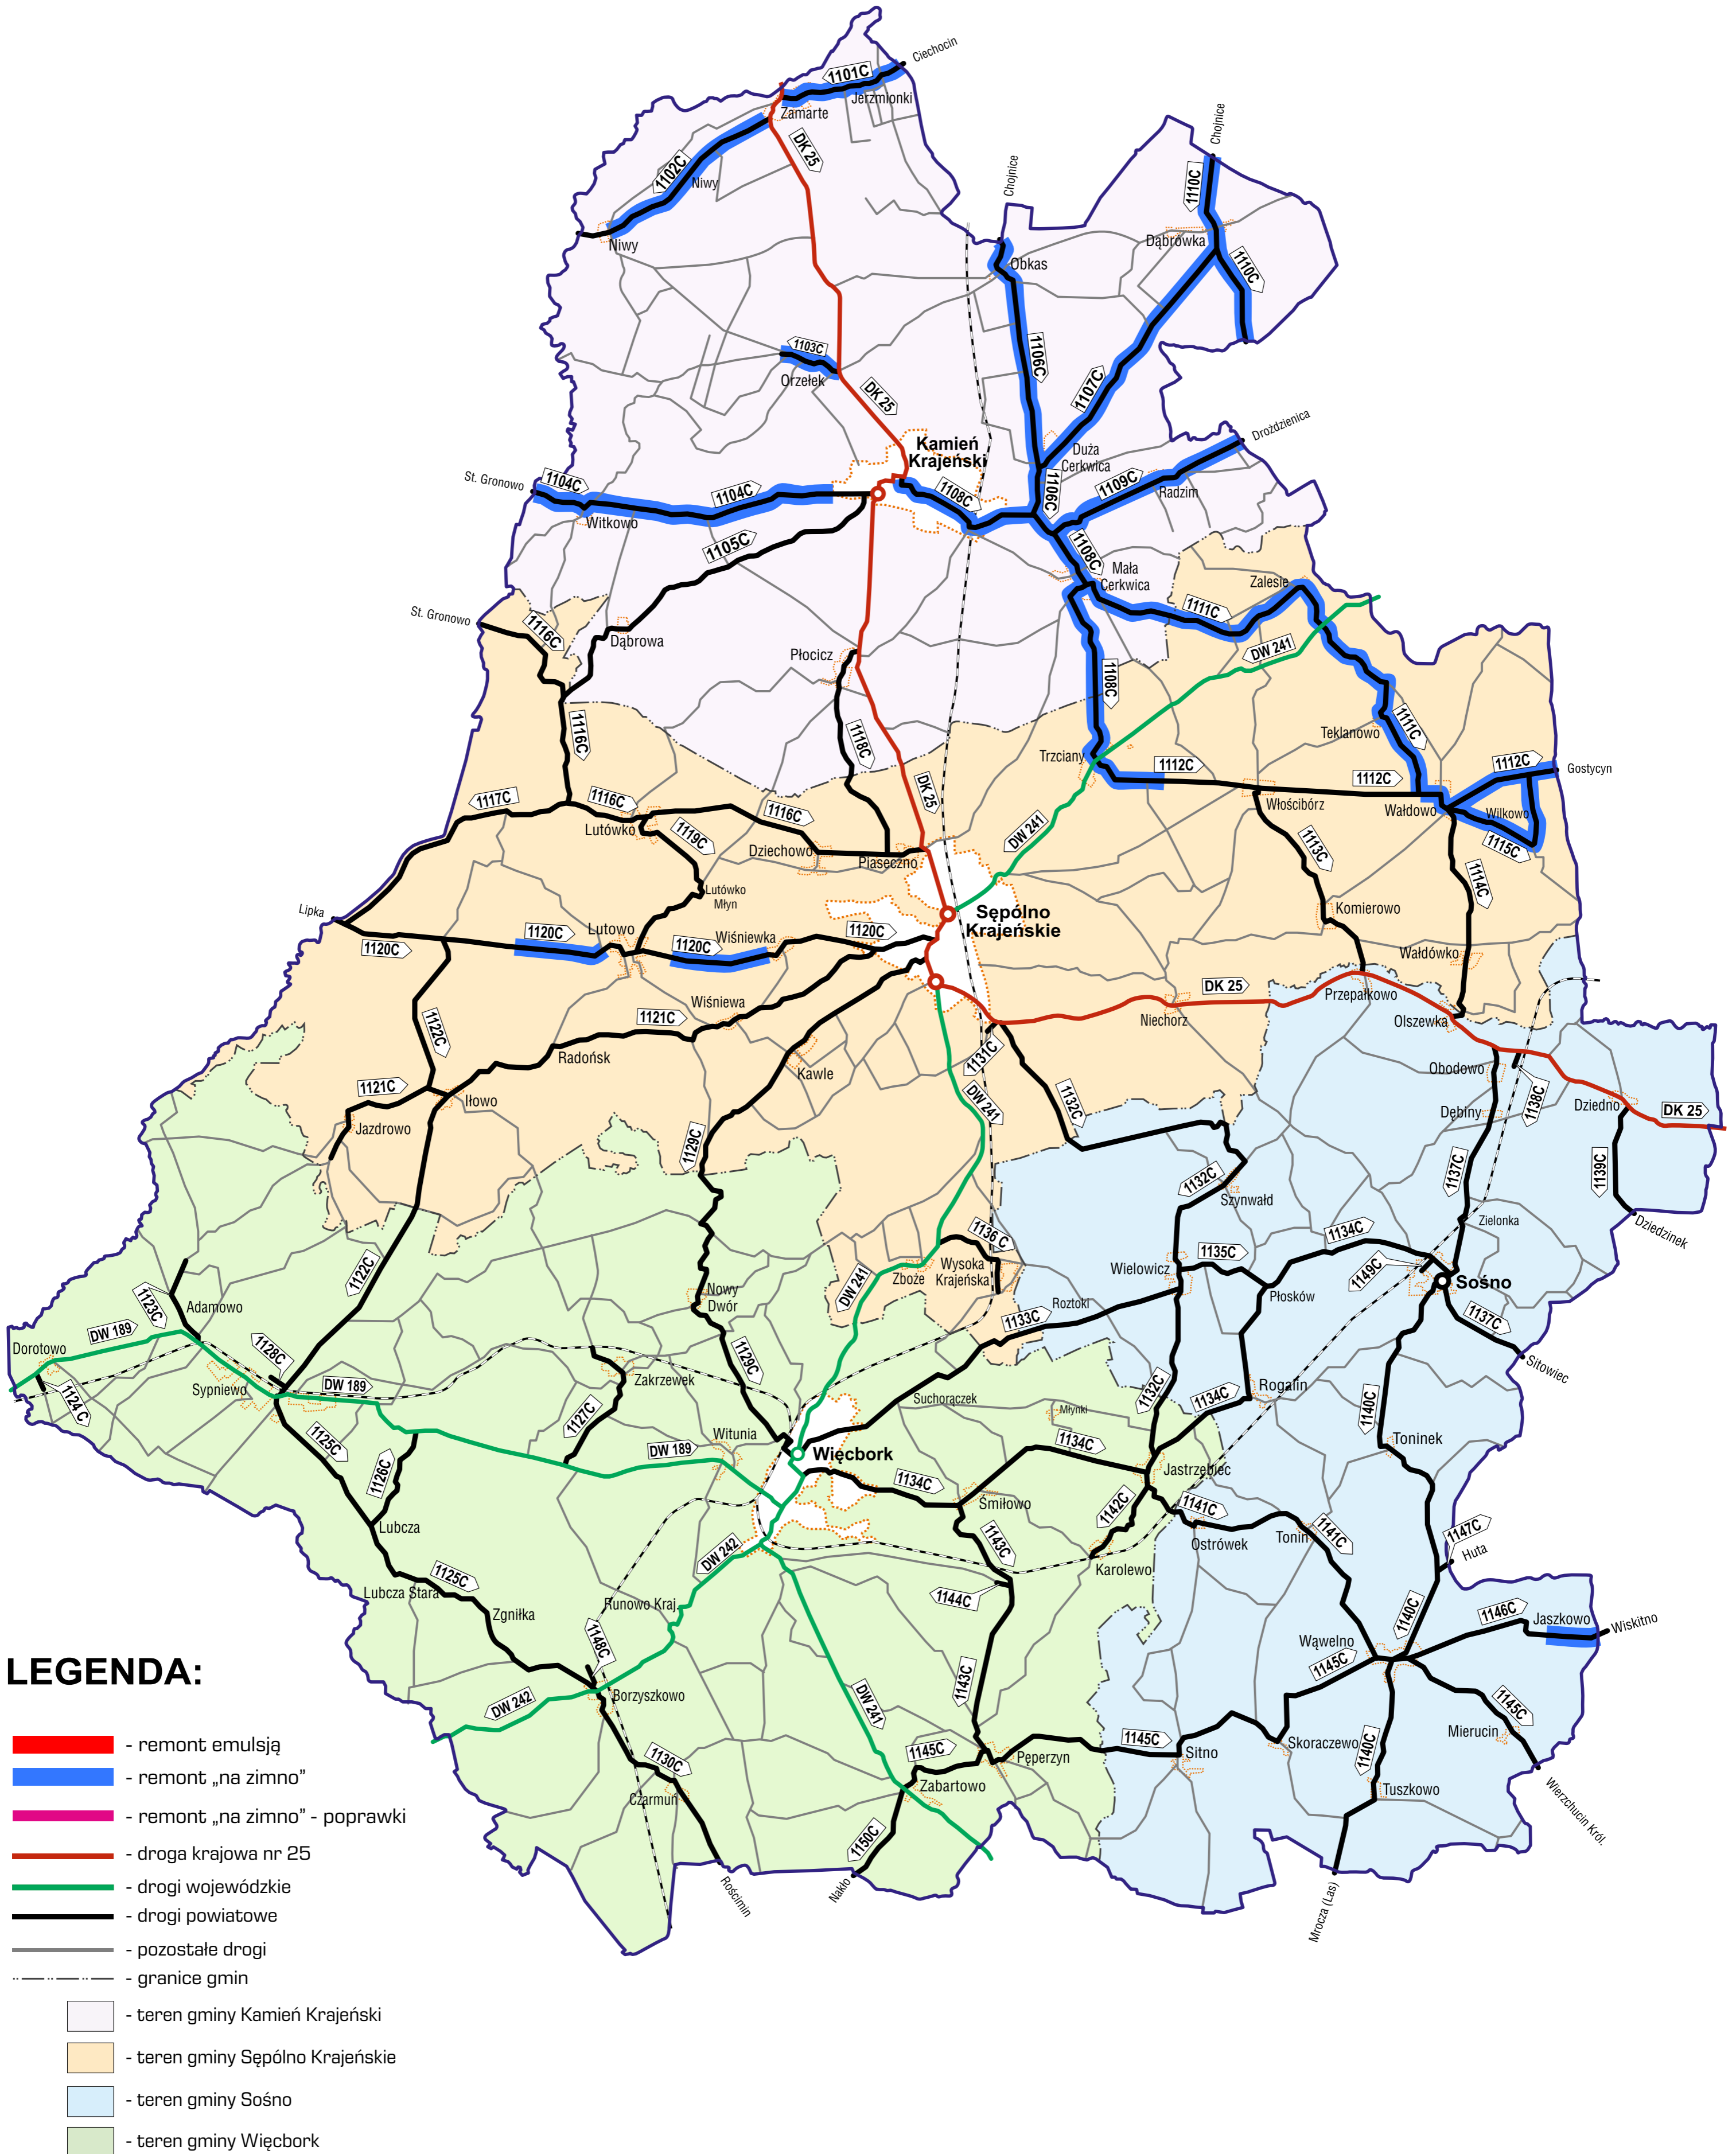 Ciechocin
1101C
Jerzmionki
Zamarte
DK 25
1102C
Niwy
Niwy
Chojnice
Chojnice
1110C
Dąbrówka
1110C
Obkas
1103C
Orzełek
1106C
1107C
DK 25
Kamień
Krajeński
Duża
Cerkwica
Drożdzienica
St. Gronowo
1104C
1104C
Witkowo
1108C
1106C
1109C
Radzim
1105C
1108C
Mała
Cerkwica
Zalesie
1111C
St. Gronowo
1116C
Dąbrowa
Płocicz
DW 241
1108C
1116C
1118C
Teklanowo
1111C
Trzciany
1112C
1112C
1112C
Gostycyn
DK 25
Włościbórz
Wałdowo
Wilkowo
1117C
1116C
1116C
Lutówko
1119C
Dziechowo
Piaseczno
DW 241
1113C
1115C
1114C
Lutówko
Młyn
Lipka
Sępólno
Krajeńskie
Komierowo
1120C
1120C
Lutowo
1120C
Wiśniewka
1120C
Wałdówko
Wiśniewa
1121C
DK 25
Niechorz
Przepałkowo
Olszewka
1122C
Radońsk
Kawle
1131C
Obodowo
1138C
1121C
Iłowo
Jazdrowo
DW 241
1132C
Dębiny
Dziedno
DK 25
1129C
1132C
Szynwałd
1137C
1139C
Zielonka
Dziedzinek
1136 C
Wysoka
Krajeńska
Zboże
1134C
1135C
Wielowicz
1149C
Sośno
Płosków
1122C
1123C
Adamowo
Nowy
Dwór
DW 241
Roztoki
1133C
1137C
Sitowiec
Dorotowo
DW 189
1128C
Sypniewo
DW 189
1124 C
Zakrzewek
1129C
Suchorączek
1132C
1134C
Rogalin
1140C
Młynki
1125C
1127C
1126C
Witunia
DW 189
Więcbork
1134C
Toninek
1134C
Jastrzębiec
Śmiłowo
1142C
1141C
Lubcza
Ostrówek
Tonin
1141C
1147C
Huta
1143C
DW 242
Karolewo
1125C
Lubcza Stara
Zgniłka
Runowo Kraj.
1144C
1140C
1146C
Jaszkowo
Wiskitno
1148C
Wąwelno
1145C
1143C
Borzyszkowo
DW 242
DW 241
1145C
Mierucin
1130C
1145C
Pęperzyn
1145C
Sitno
Skoraczewo
1140C
Czarmuń
Zabartowo
Tuszkowo
Wierzchucin Król.
1150C
Rościmin
Nakło
Mrocza (Las)
LEGENDA:
- remont emulsją
- remont „na zimno”
- remont „na zimno” - poprawki
- droga krajowa nr 25
- drogi wojewódzkie
- drogi powiatowe
- pozostałe drogi
- granice gmin
- teren gminy Kamień Krajeński
- teren gminy Sępólno Krajeńskie
- teren gminy Sośno
- teren gminy Więcbork